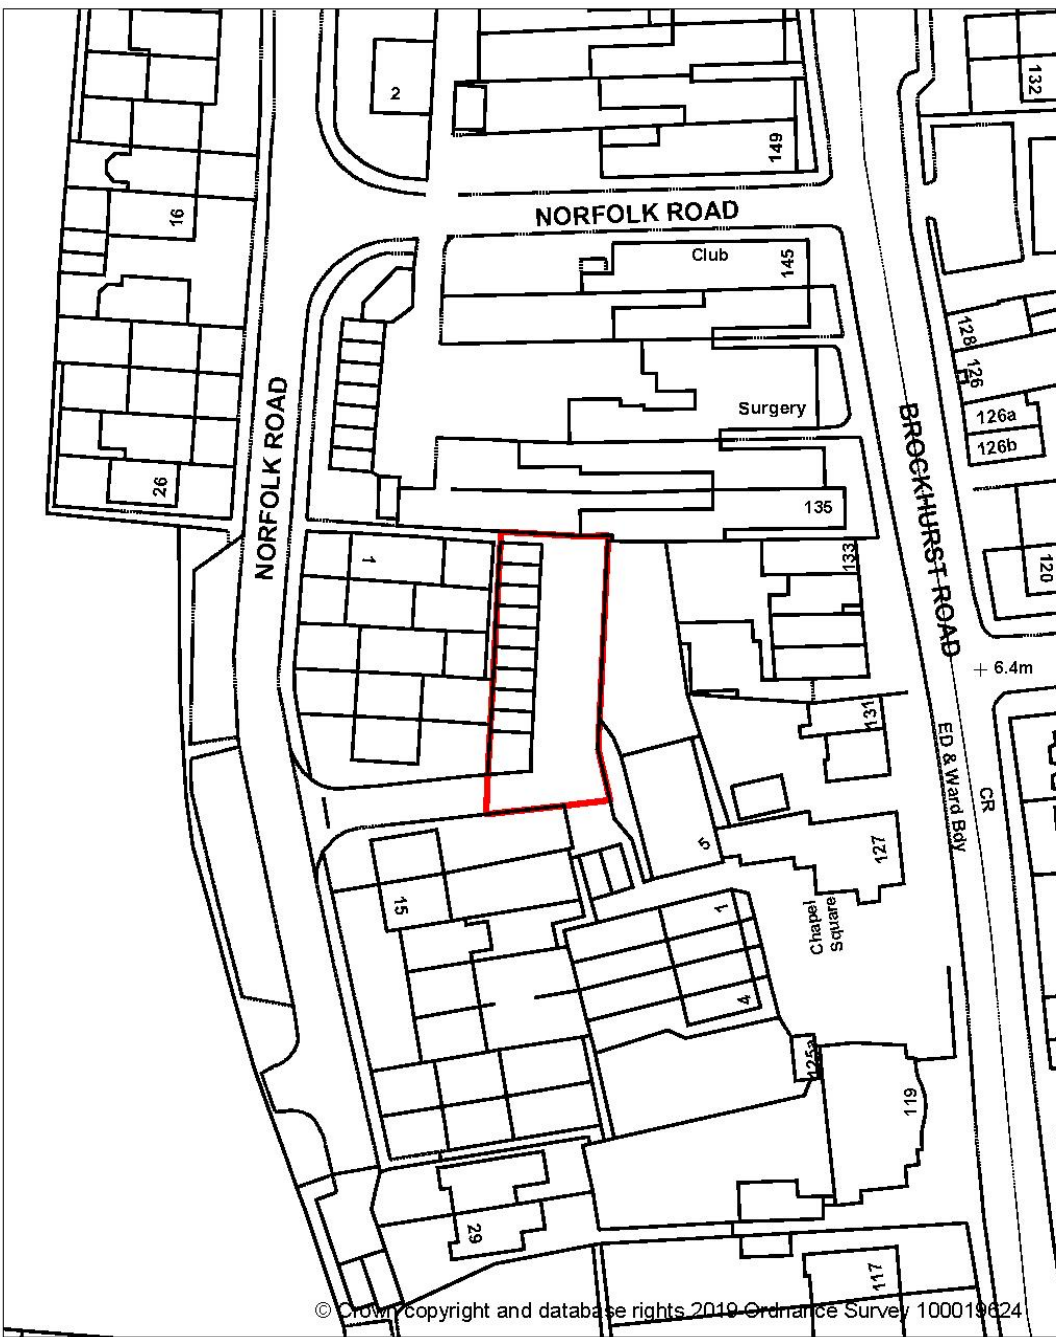 132
2
149
NORFOLK ROAD
16
Club
145
128
126
Surgery
126a
126b
BROCKHURST ROAD
NORFOLK ROAD
26
135
133
120
1
+ 6.4m
131
ED & Ward Bdy
CR
5
127
15
1
Chapel
Square
4
125a
119
29
117
© Crown copyright and database rights 2019 Ordnance Survey 100019624